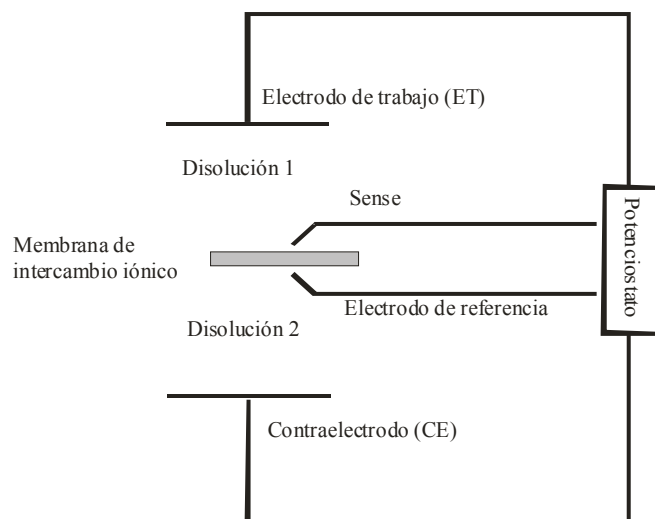 Electrodo de trabajo (ET)
Disolución 1
Sense
Membrana de
intercambio iónico
Potenciostato
Electrodo de referencia
Disolución 2
Contraelectrodo (CE)